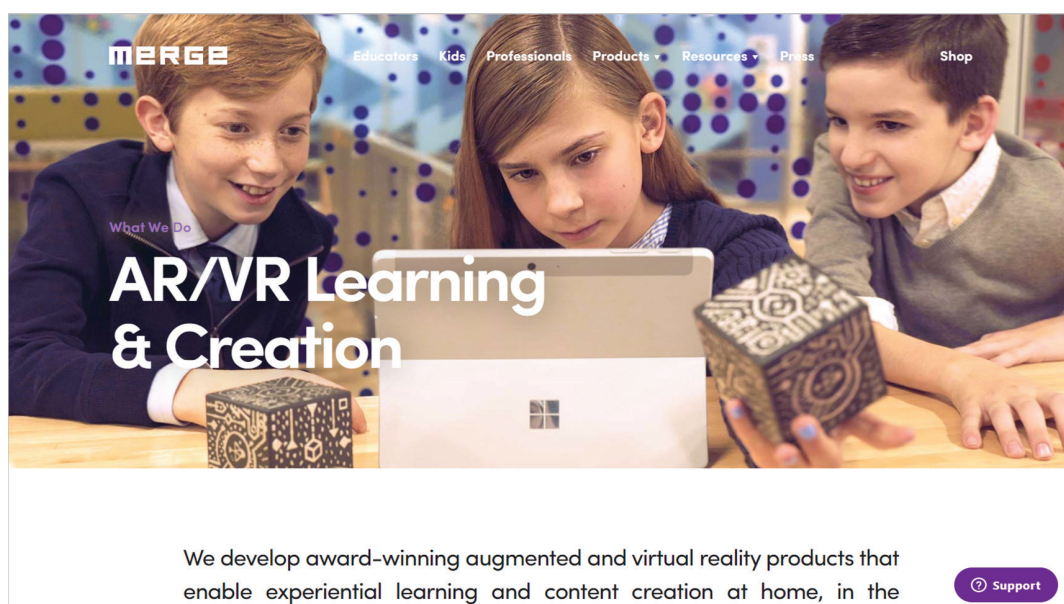 MERGE
Educators Kids Professionals Products Resources Press Shop
What We Do
AR/VR Learning
& Creation
We develop award-winning augmented and virtual reality products that
enable experiential learning and content creation at home, in the
Support